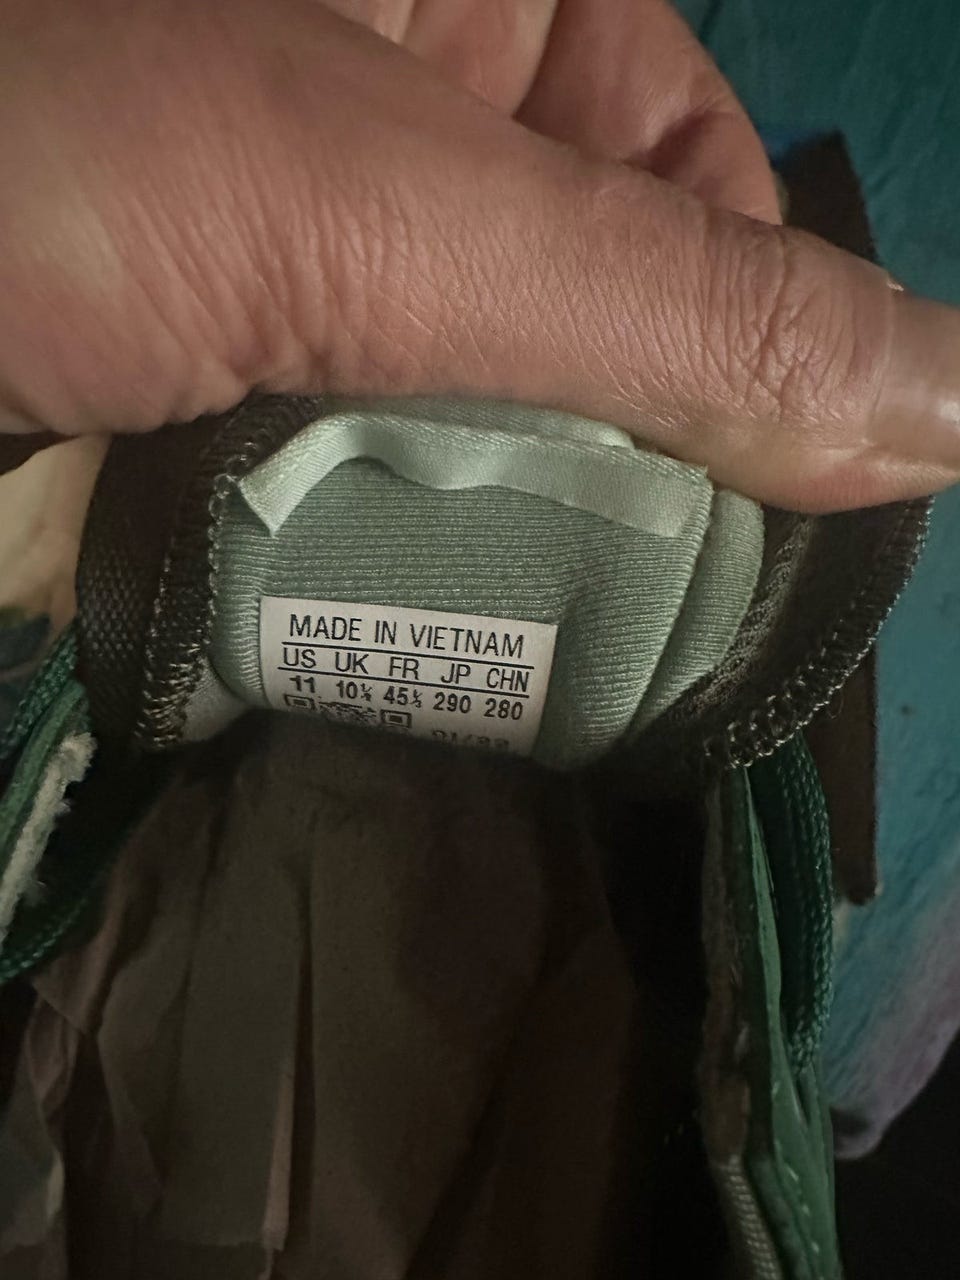 MADE IN VIETNAM
US UK FR JP CHN
11 10½ 45⅓ 290 280